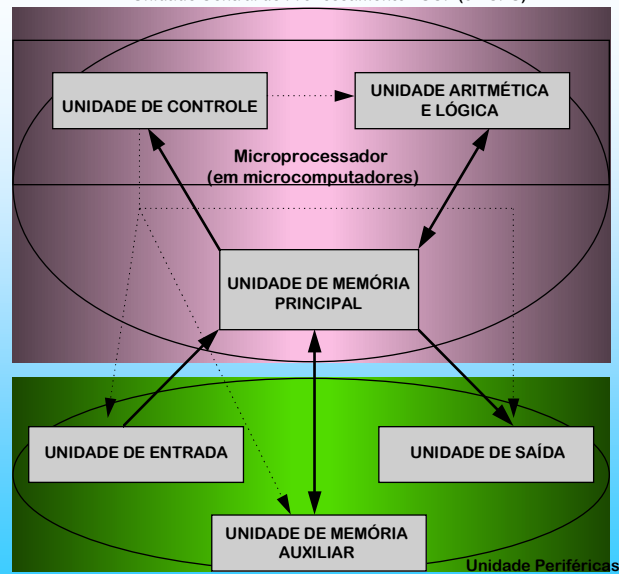 UNIDADE DE CONTROLE
UNIDADE ARITMÉTICA
E LÓGICA
Microprocessador
(em microcomputadores)
UNIDADE DE MEMÓRIA
PRINCIPAL
UNIDADE DE ENTRADA
UNIDADE DE SAÍDA
UNIDADE DE MEMÓRIA
AUXILIAR
Unidade Periféricas